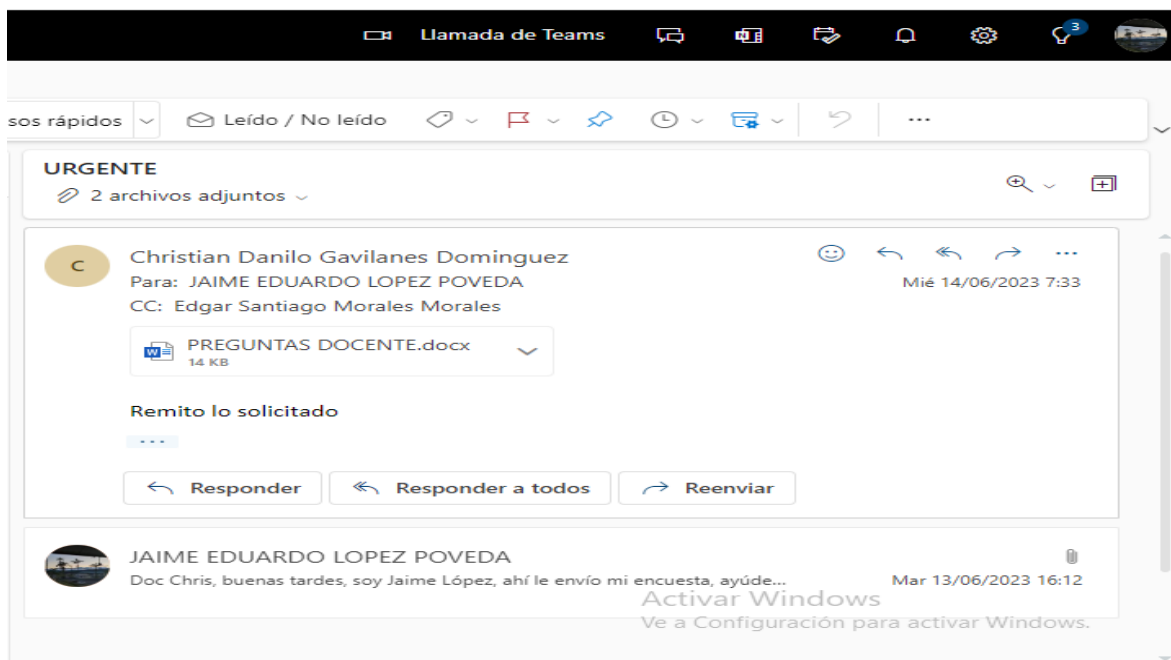 Llamada de Teams
3
sos rápidos
Leído / No leído
URGENTE
2 archivos adjuntos
C
Christian Danilo Gavilanes Dominguez
Para: JAIME EDUARDO LOPEZ POVEDA
Mié 14/06/2023 7:33
CC: Edgar Santiago Morales Morales
PREGUNTAS DOCENTE.docx
14 KB
Remito lo solicitado
...
Responder
Responder a todos
Reenviar
JAIME EDUARDO LOPEZ POVEDA
Doc Chris, buenas tardes, soy Jaime López, ahí le envío mi encuesta, ayúde...
Mar 13/06/2023 16:12
Activar Windows
Ve a Configuración para activar Windows.